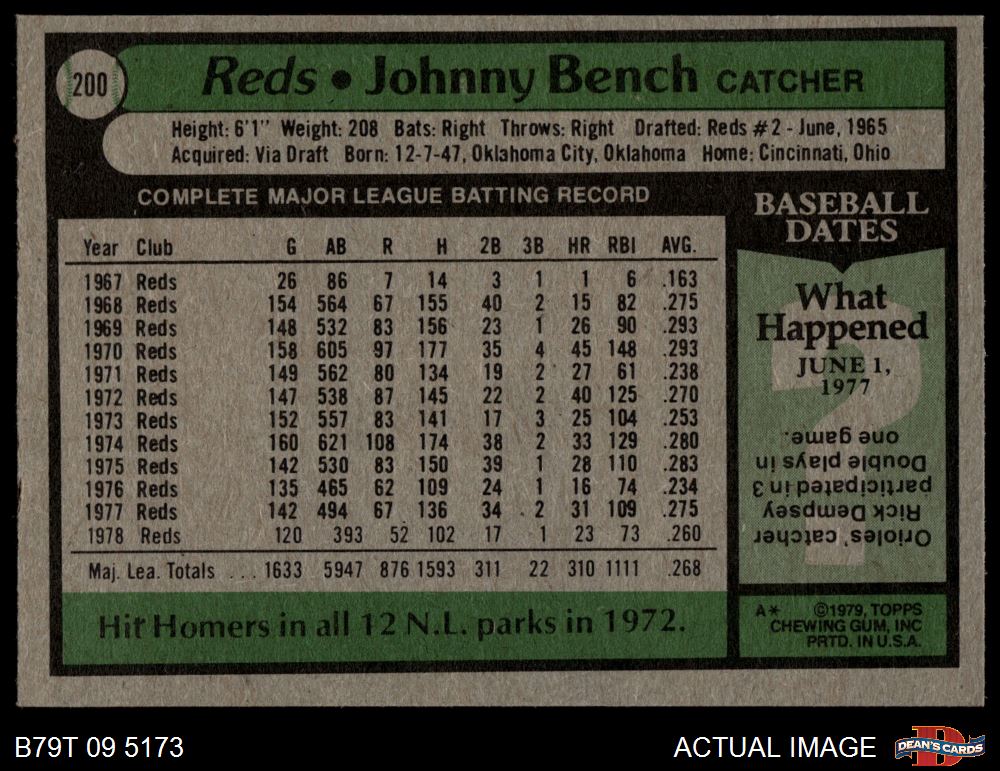 200
Reds • Johnny Bench CATCHER
Height: 6'1" Weight: 208 Bats: Right Throws: Right Drafted: Reds #2 - June, 1965
Acquired: Via Draft Born: 12-7-47, Oklahoma City, Oklahoma Home: Cincinnati, Ohio
COMPLETE MAJOR LEAGUE BATTING RECORD
Year Club G AB R H 2B 3B HR RBI AVG.
1967 Reds 26 86 7 14 3 1 1 6 .163
1968 Reds 154 564 67 155 40 2 15 82 .275
1969 Reds 148 532 83 156 23 1 26 90 .293
1970 Reds 158 605 97 177 35 4 45 148 .293
1971 Reds 149 562 80 134 19 2 27 61 .238
1972 Reds 147 538 87 145 22 2 40 125 .270
1973 Reds 152 557 83 141 17 3 25 104 .253
1974 Reds 160 621 108 174 38 2 33 129 .280
1975 Reds 142 530 83 150 39 1 28 110 .283
1976 Reds 135 465 62 109 24 1 16 74 .234
1977 Reds 142 494 67 136 34 2 31 109 .275
1978 Reds 120 393 52 102 17 1 23 73 .260
Maj. Lea. Totals ... 1633 5947 876 1593 311 22 310 1111 .268
Hit Homers in all 12 N.L. parks in 1972.
BASEBALL
DATES
What
Happened
JUNE 1,
1977
Orioles' catcher
Rick Dempsey
participated in 3
Double plays in
one game.
A* ©1979, TOPPS
CHEWING GUM, INC
PRTD. IN U.S.A.
B79T 09 5173
ACTUAL IMAGE
DEAN'S CARDS